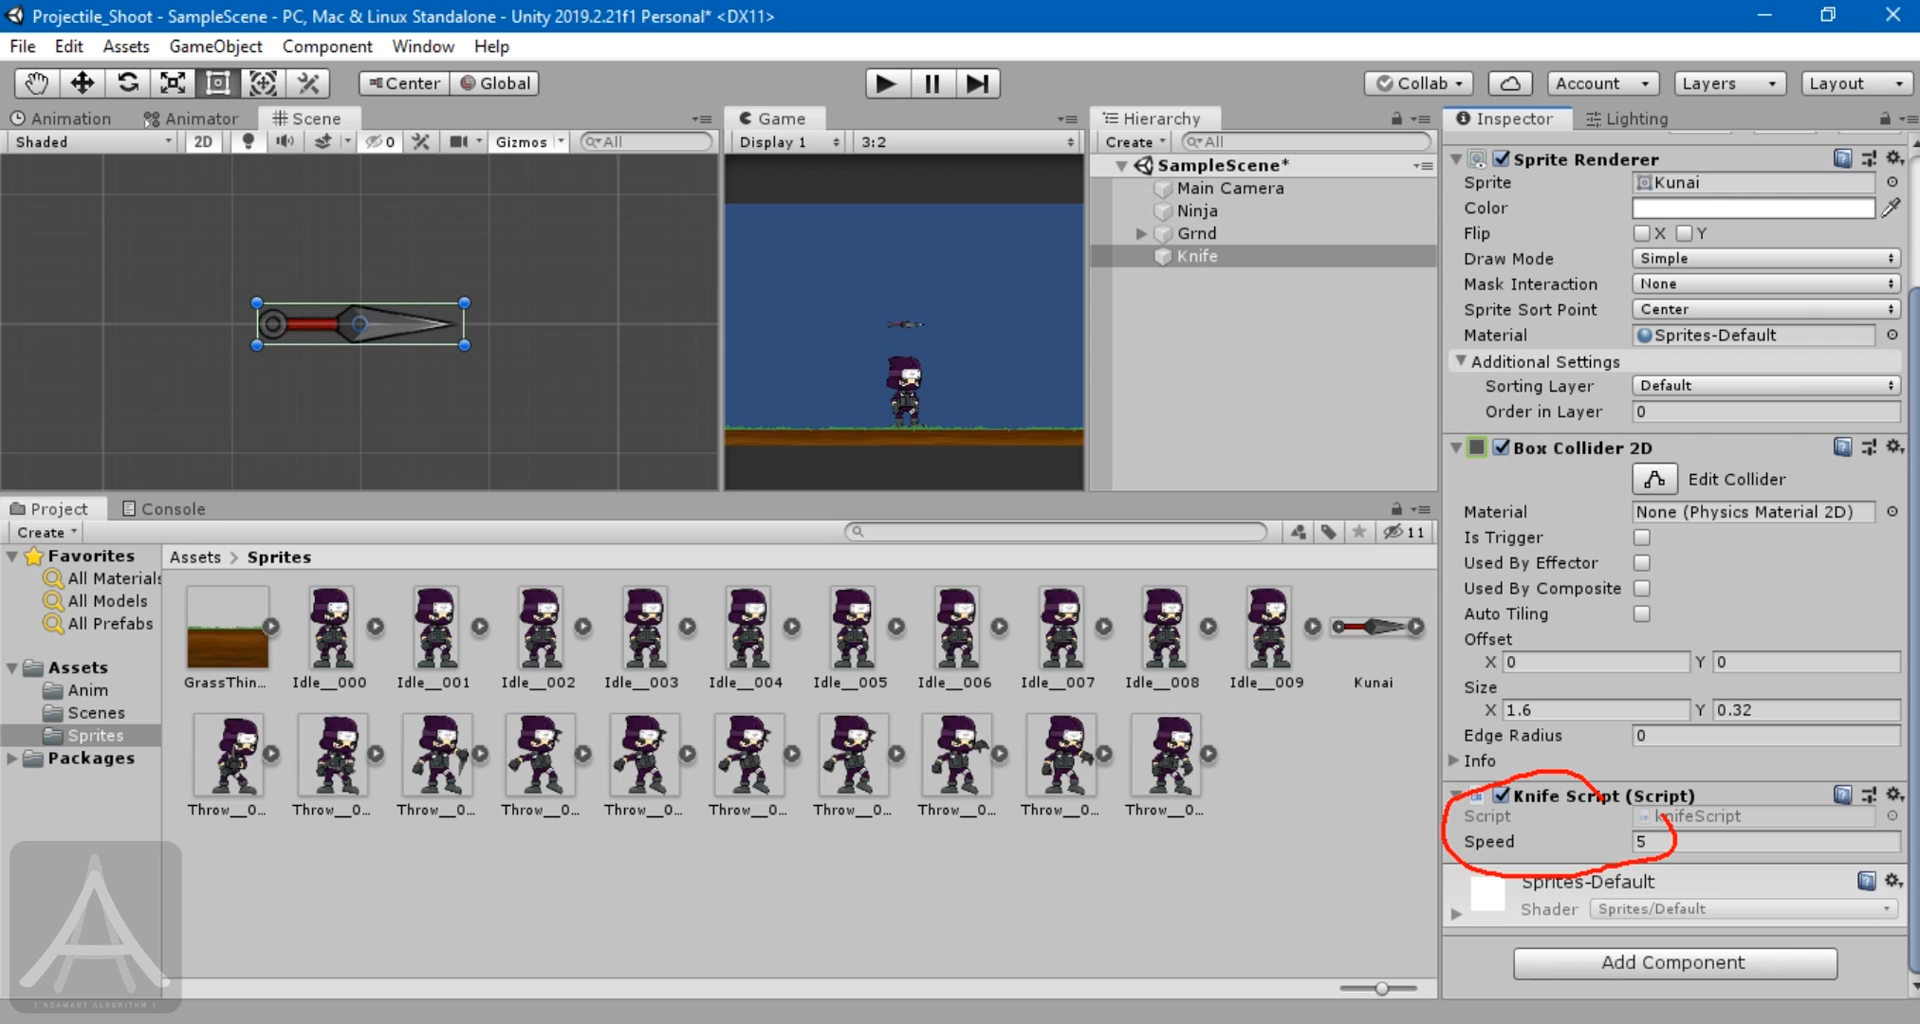 Projectile_Shoot - SampleScene - PC, Mac & Linux Standalone - Unity 2019.2.21f1 Personal* <DX11>
File Edit Assets GameObject Component Window Help
Center Global Collab Account Layers Layout
Animation Animator Scene
Shaded 2D 0 Gizmos All
Game
Display 1 3:2
Hierarchy
Create All
SampleScene*
Main Camera
Ninja
Grnd
Knife
Inspector Lighting
Sprite Renderer
Sprite Kunai
Color
Flip X Y
Draw Mode Simple
Mask Interaction None
Sprite Sort Point Center
Material Sprites-Default
Additional Settings
Sorting Layer Default
Order in Layer 0
Box Collider 2D
Edit Collider
Material None (Physics Material 2D)
Is Trigger
Used By Effector
Used By Composite
Auto Tiling
Offset
X 0 Y 0
Size
X 1.6 Y 0.32
Edge Radius 0
Info
Knife Script (Script)
Script knifeScript
Speed 5
Sprites-Default
Shader Sprites/Default
Add Component
Project Console
Create 11
Favorites
All Materials
All Models
All Prefabs
Assets
Anim
Scenes
Sprites
Packages
Assets > Sprites
GrassThin... Idle__000 Idle__001 Idle__002 Idle__003 Idle__004 Idle__005 Idle__006 Idle__007 Idle__008 Idle__009 Kunai
Throw__0... Throw__0... Throw__0... Throw__0... Throw__0... Throw__0... Throw__0... Throw__0... Throw__0... Throw__0...
( ADAMANT ALGORITHM )